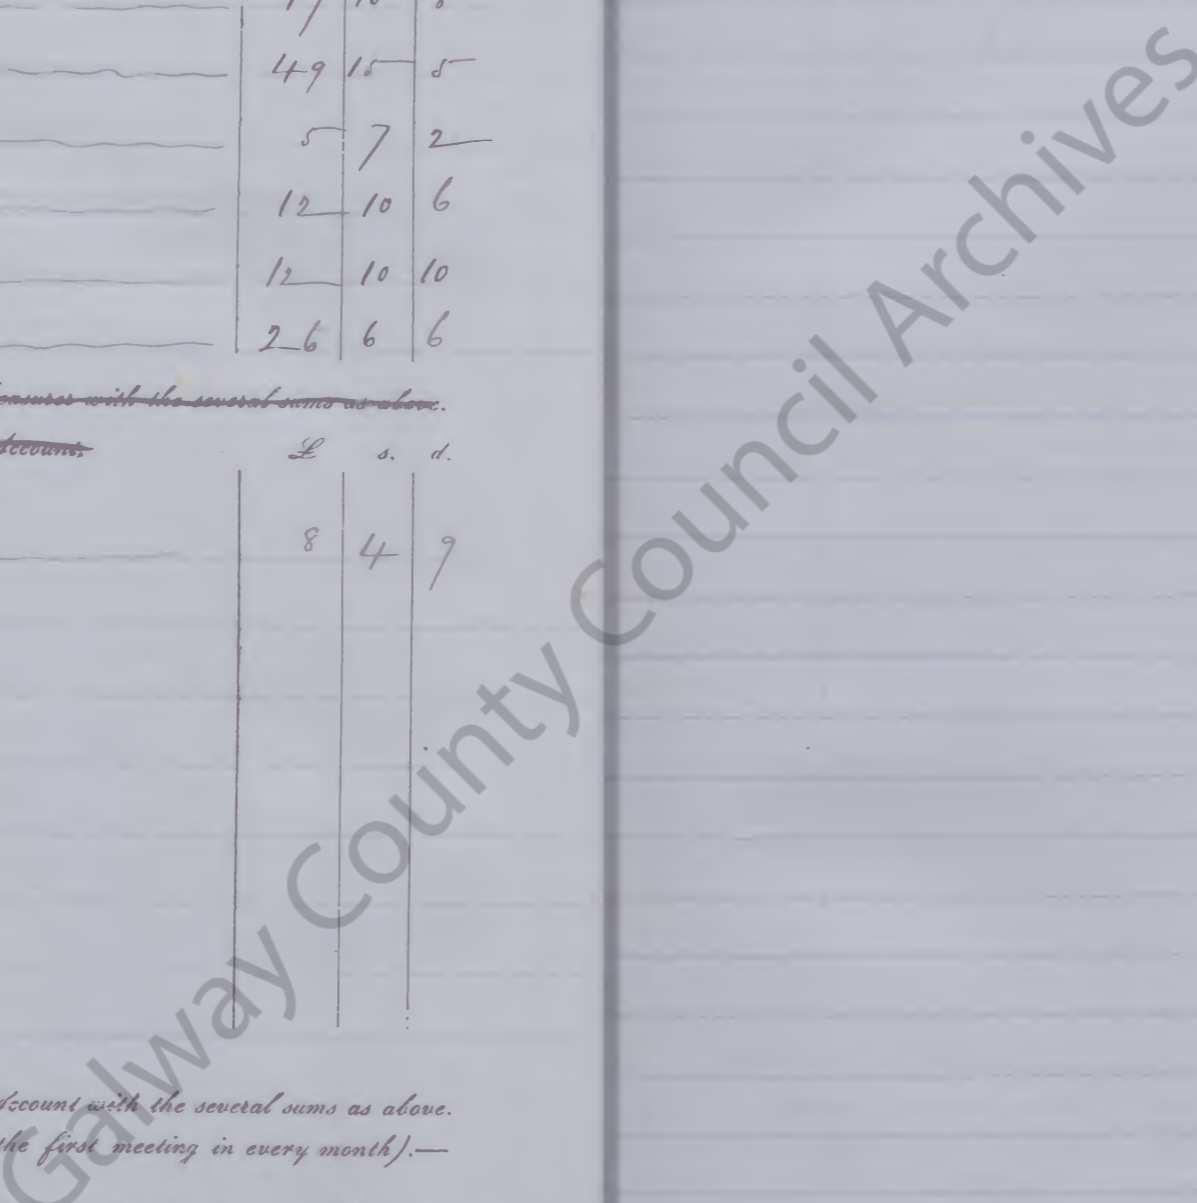 49 15 5
5 7 2
12 10 6
12 10 10
26 6 6
with the several sums as above.
Account,
£ s. d.
8 4 9
Account with the several sums as above.
the first meeting in every month).—
Galway County Council Archives